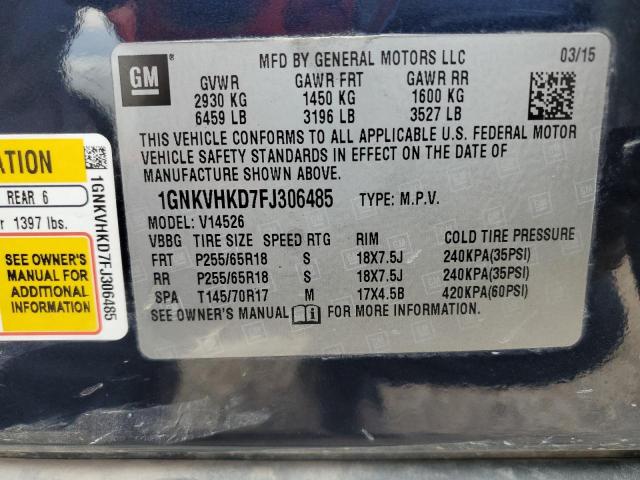 GM
MFD BY GENERAL MOTORS LLC 03/15
GVWR GAWR FRT GAWR RR
2930 KG 1450 KG 1600 KG
6459 LB 3196 LB 3527 LB
THIS VEHICLE CONFORMS TO ALL APPLICABLE U.S. FEDERAL MOTOR
VEHICLE SAFETY STANDARDS IN EFFECT ON THE DATE OF
MANUFACTURE SHOWN ABOVE.
1GNKVHKD7FJ306485 TYPE: M.P.V.
MODEL: V14526
VBBG TIRE SIZE SPEED RTG RIM COLD TIRE PRESSURE
FRT P255/65R18 S 18X7.5J 240KPA(35PSI)
RR P255/65R18 S 18X7.5J 240KPA(35PSI)
SPA T145/70R17 M 17X4.5B 420KPA(60PSI)
SEE OWNER'S MANUAL i FOR MORE INFORMATION.
ATION
REAR 6
r 1397 lbs.
SEE OWNER'S
MANUAL FOR
ADDITIONAL
INFORMATION
1GNKVHKD7FJ306485